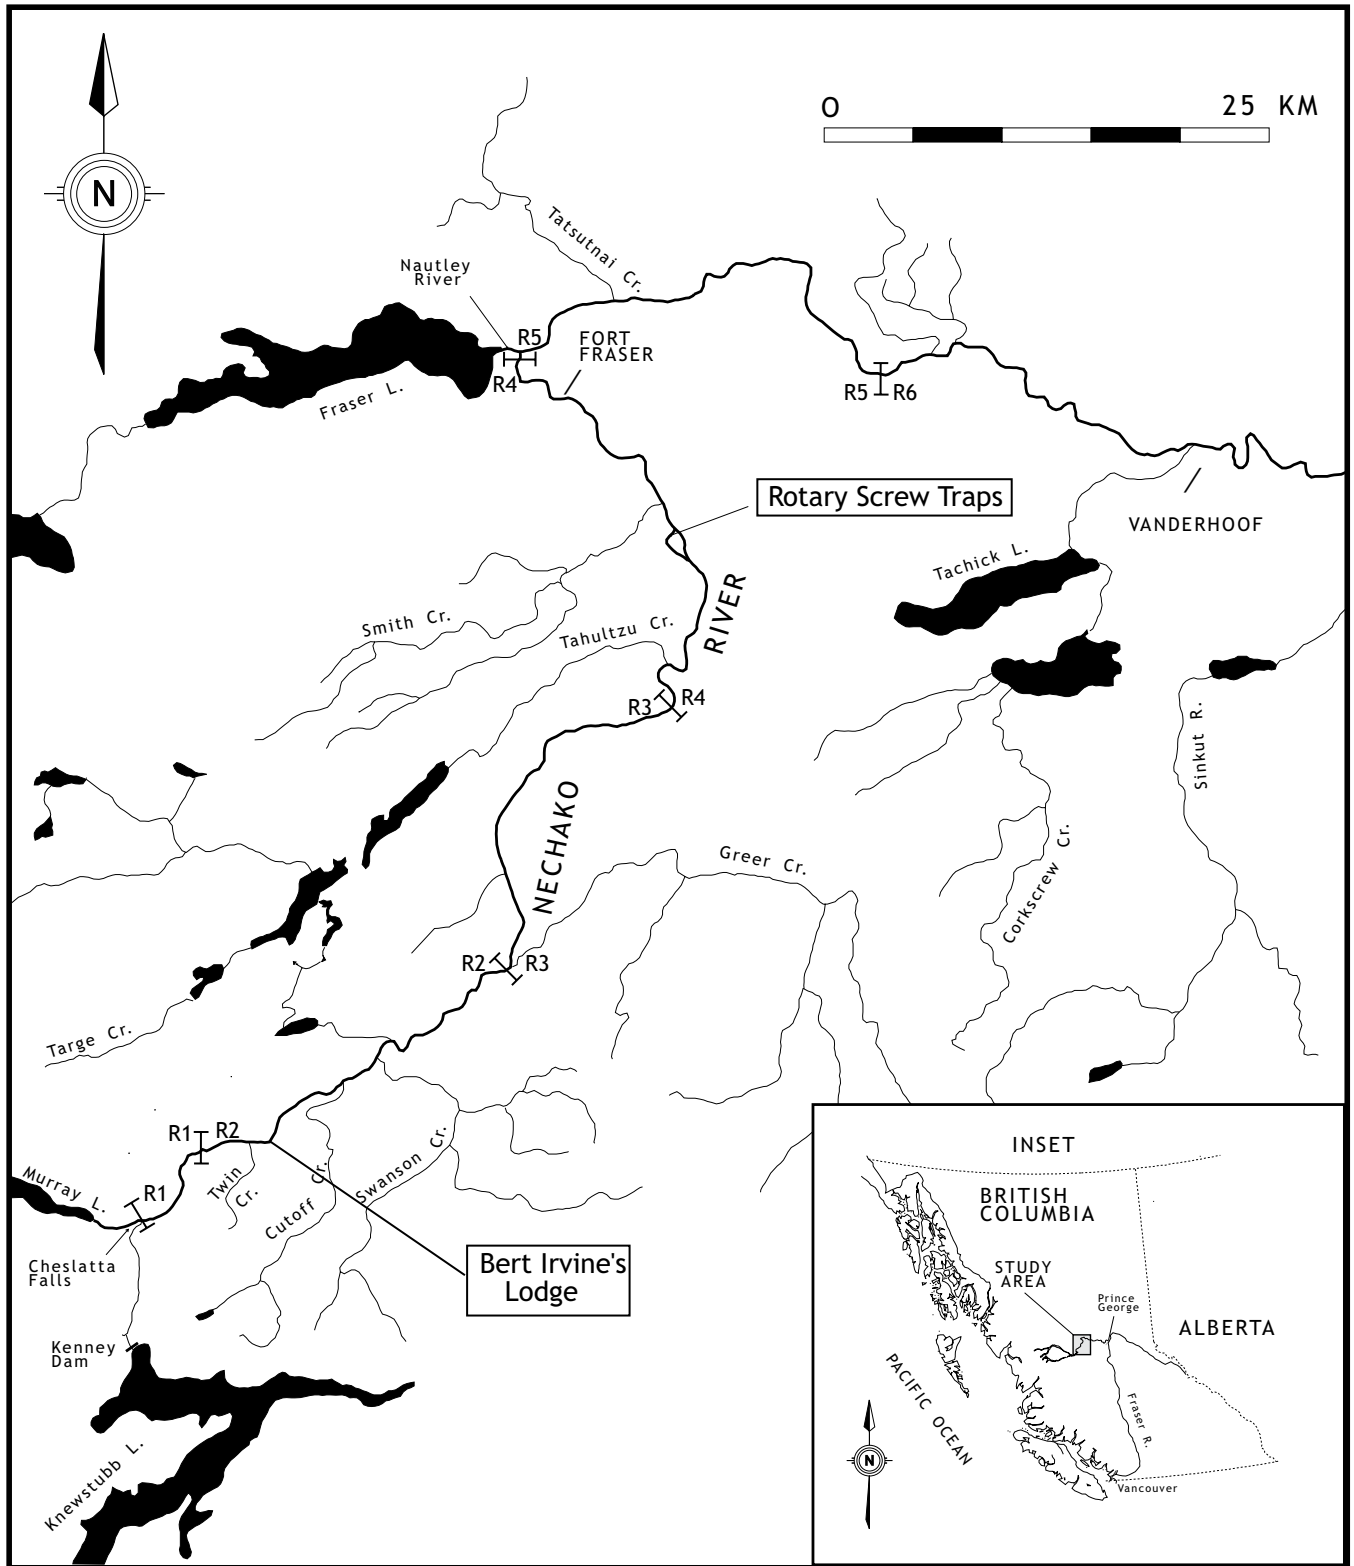 O 25 KM
N
Tatsutnai Cr.
Nautley
River
R5
FORT
FRASER
R4
Fraser L.
R5 R6
Rotary Screw Traps
VANDERHOOF
Tachick L.
RIVER
Smith Cr.
Tahultzu Cr.
R3 R4
Sinkut R.
NECHAKO
Greer Cr.
Corkscrew Cr.
R2 R3
Targe Cr.
R1 R2
Murray L.
R1
Twin
Cr.
Cutoff Cr.
Swanson Cr.
Cheslatta
Falls
Bert Irvine's
Lodge
Kenney
Dam
Knewstubb L.
INSET
BRITISH
COLUMBIA
STUDY
AREA
Prince
George
ALBERTA
PACIFIC OCEAN
Fraser R.
N
Vancouver